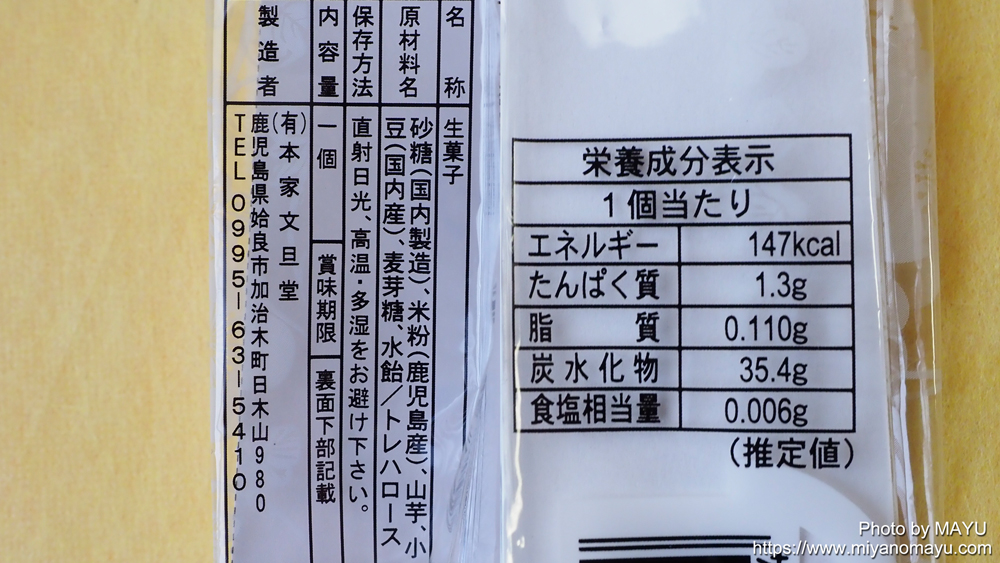 名称
生菓子
原材料名
砂糖(国内製造)、米粉(鹿児島産)、山芋、小
豆(国内産)、麦芽糖、水飴／トレハロース
保存方法
直射日光、高温・多湿をお避け下さい。
内容量
一個
賞味期限
裏面下部記載
製造者
(有)本家文旦堂
鹿児島県姶良市加治木町日木山980
TEL0995-63-5410
栄養成分表示
1個当たり
エネルギー 147kcal
たんぱく質 1.3g
脂質 0.110g
炭水化物 35.4g
食塩相当量 0.006g
(推定値)
Photo by MAYU
https://www.miyanomayu.com